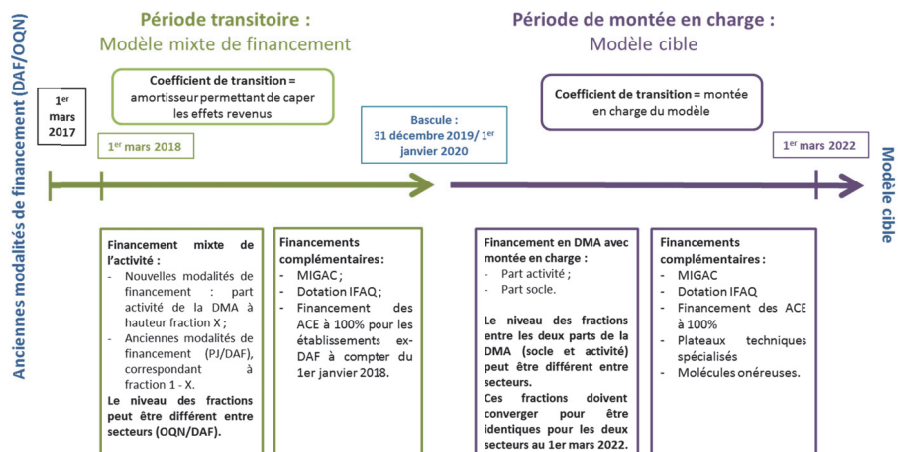 Anciennes modalités de financement (DAF/OQN)
Période transitoire :
Modèle mixte de financement
Période de montée en charge :
Modèle cible
1er
mars
2017
Coefficient de transition =
amortisseur permettant de caper
les effets revenus
1er mars 2018
Bascule :
31 décembre 2019/ 1er
janvier 2020
Coefficient de transition = montée
en charge du modèle
1er mars 2022
Modèle cible
Financement mixte de
l'activité :
- Nouvelles modalités de
financement : part
activité de la DMA à
hauteur fraction X ;
- Anciennes modalités de
financement (PJ/DAF),
correspondant à
fraction 1 - X.
Le niveau des fractions
peut être différent entre
secteurs (OQN/DAF).
Financements
complémentaires :
- MIGAC ;
- Dotation IFAQ ;
- Financement des
ACE à 100% pour les
établissements ex-
DAF à compter du
1er janvier 2018.
Financement en DMA avec
montée en charge :
- Part activité ;
- Part socle.
Le niveau des fractions
entre les deux parts de la
DMA (socle et activité)
peut être différent entre
secteurs.
Ces fractions doivent
converger pour être
identiques pour les deux
secteurs au 1er mars 2022.
Financements
complémentaires :
- MIGAC
- Dotation IFAQ
- Financement des ACE
à 100%
- Plateaux techniques
spécialisés
- Molécules onéreuses.